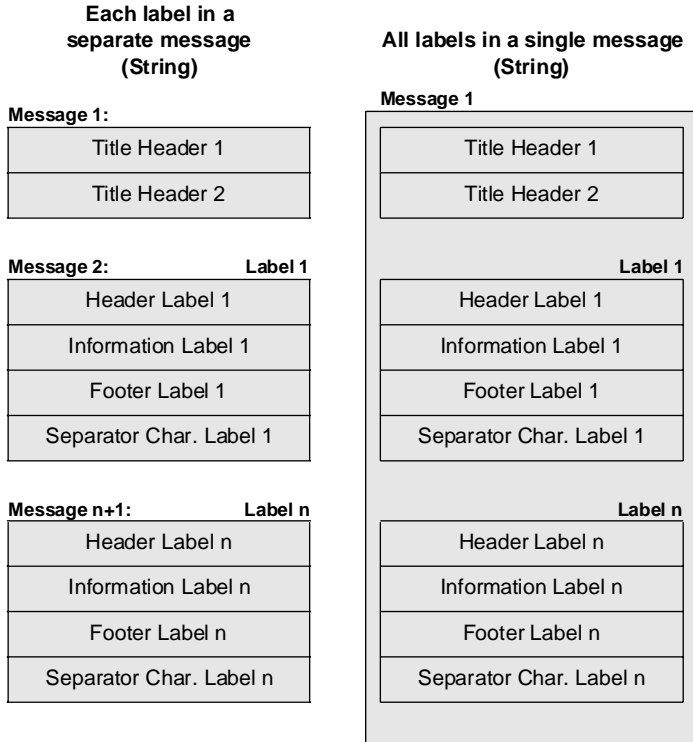 Each label in a
separate message
(String)
Message 1:
Title Header 1
Title Header 2
Message 2: Label 1
Header Label 1
Information Label 1
Footer Label 1
Separator Char. Label 1
Message n+1: Label n
Header Label n
Information Label n
Footer Label n
Separator Char. Label n
All labels in a single message
(String)
Message 1
Title Header 1
Title Header 2
Label 1
Header Label 1
Information Label 1
Footer Label 1
Separator Char. Label 1
Label n
Header Label n
Information Label n
Footer Label n
Separator Char. Label n